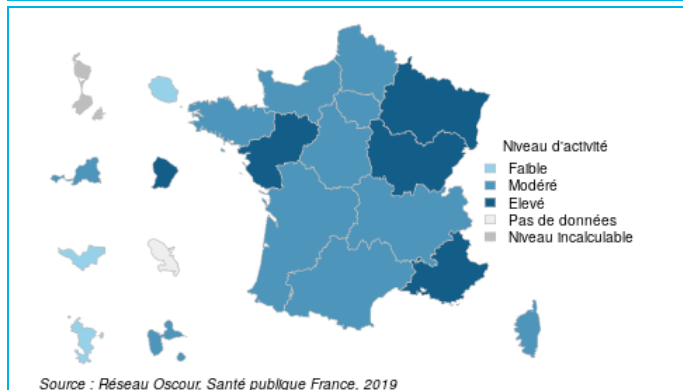 Niveau d'activité
Faible
Modéré
Elevé
Pas de données
Niveau incalculable
Source : Réseau Oscour, Santé publique France, 2019